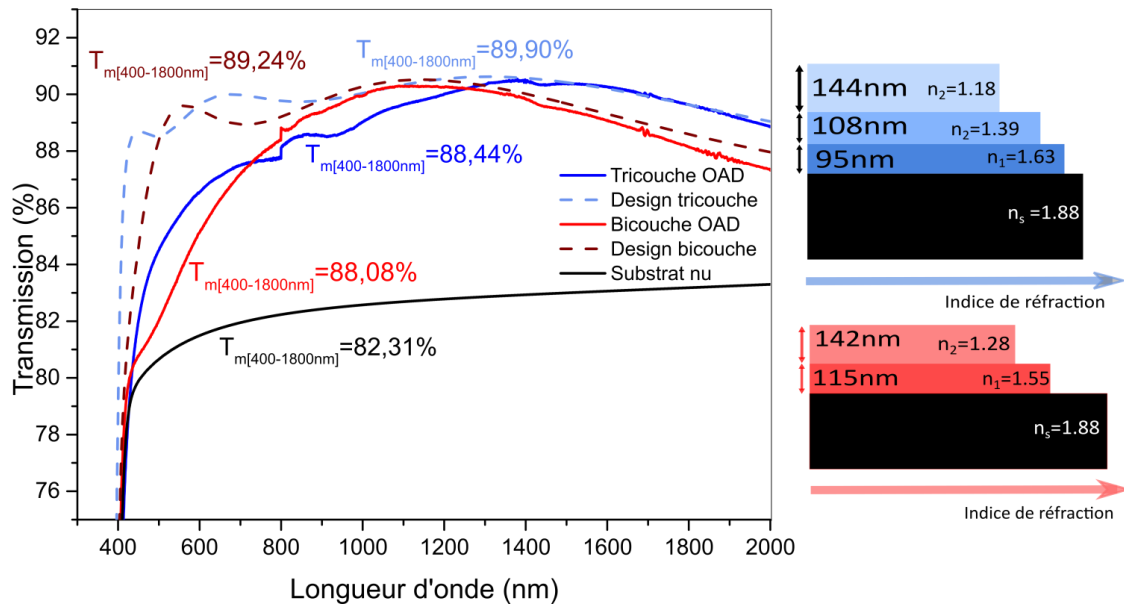 Transmission (%)
92
90
88
86
84
82
80
78
76
400
600
800
1000
1200
1400
1600
1800
2000
Longueur d'onde (nm)
Tm[400-1800nm]=89,24%
Tm[400-1800nm]=89,90%
Tm[400-1800nm]=88,44%
Tm[400-1800nm]=88,08%
Tm[400-1800nm]=82,31%
Tricouche OAD
Design tricouche
Bicouche OAD
Design bicouche
Substrat nu
144nm n2=1.18
108nm n2=1.39
95nm n1=1.63
ns=1.88
Indice de réfraction
142nm n2=1.28
115nm n1=1.55
ns=1.88
Indice de réfraction